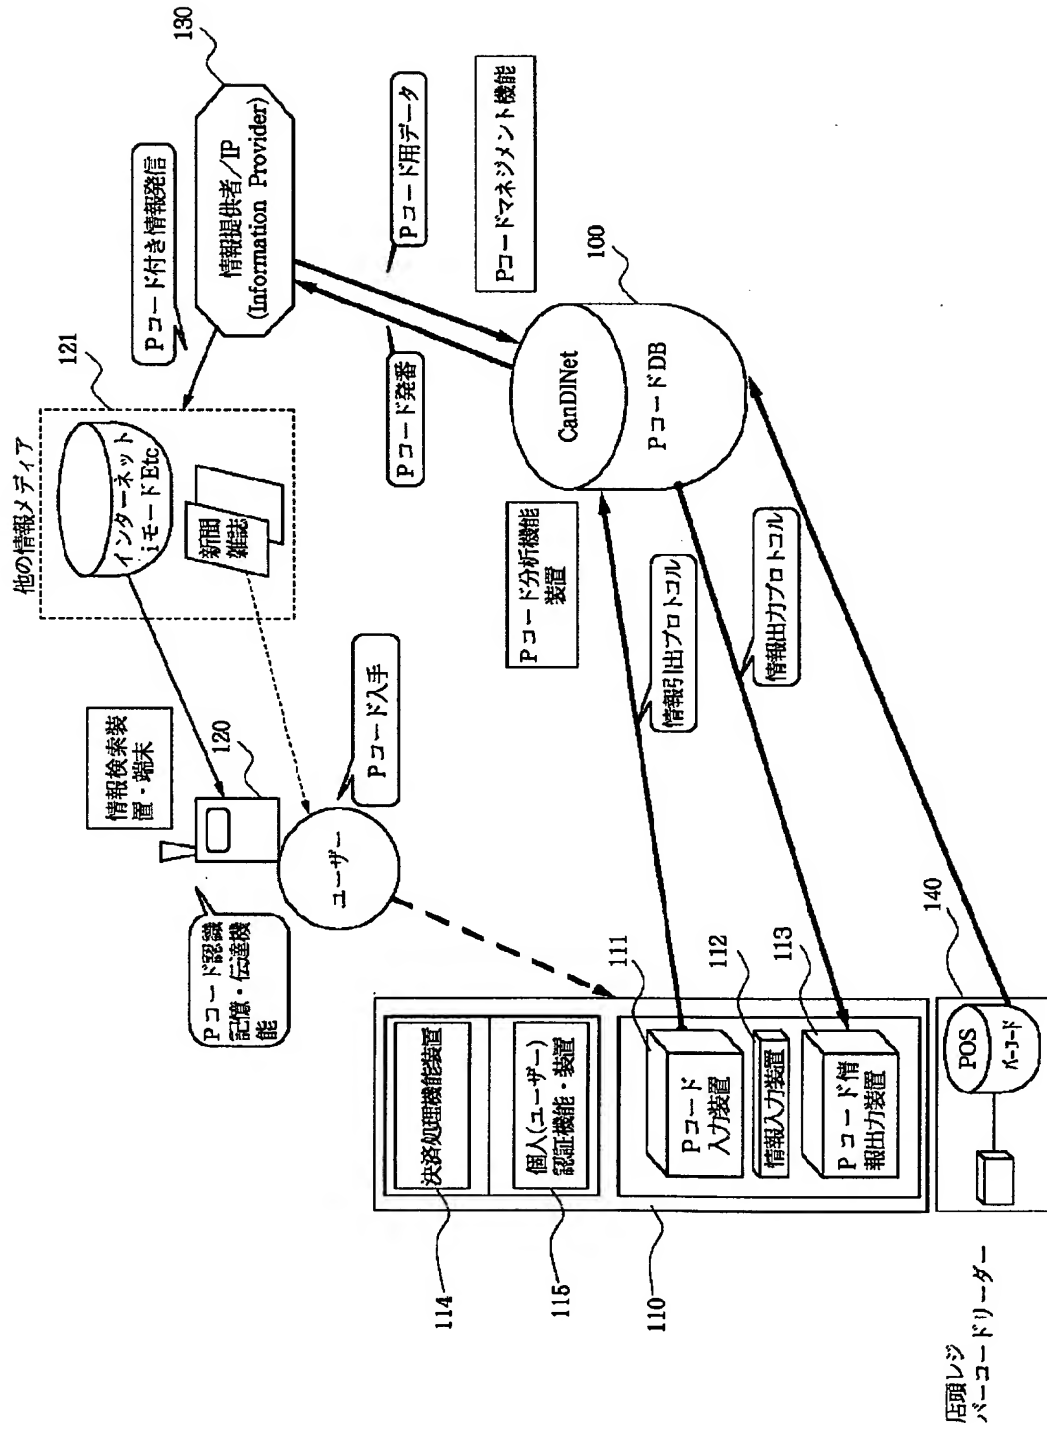 他の情報メディア
121
インターネット
iモードEtc
新聞
雑誌
Pコード付き情報発信
130
情報提供者/IP
(Information Provider)
Pコード発番
Pコード用データ
Pコードマネジメント機能
情報検索装
置・端末
120
Pコード認識
記憶・伝達機
能
ユーザー
Pコード入手
Pコード分析機能
装置
100
CanDiNet
PコードDB
情報引出プロトコル
情報出力プロトコル
114
決済処理機能装置
115
個人(ユーザー)
認証機能・装置
110
111
Pコード
入力装置
112
情報入力装置
113
Pコード情
報出力装置
140
POS
バーコード
店頭レジ
バーコードリーダー